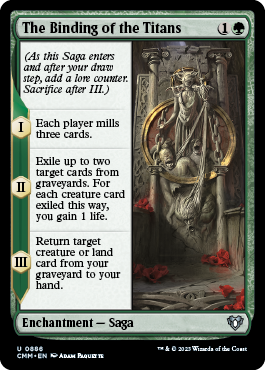 The Binding of the Titans 1
(As this Saga enters
and after your draw
step, add a lore counter.
Sacrifice after III.)
I
Each player mills
three cards.
II
Exile up to two
target cards from
graveyards. For
each creature card
exiled this way,
you gain 1 life.
III
Return target
creature or land
card from your
graveyard to your
hand.
Enchantment — Saga
U 0886
CMM • EN Adam Paquette
™ & © 2023 Wizards of the Coast